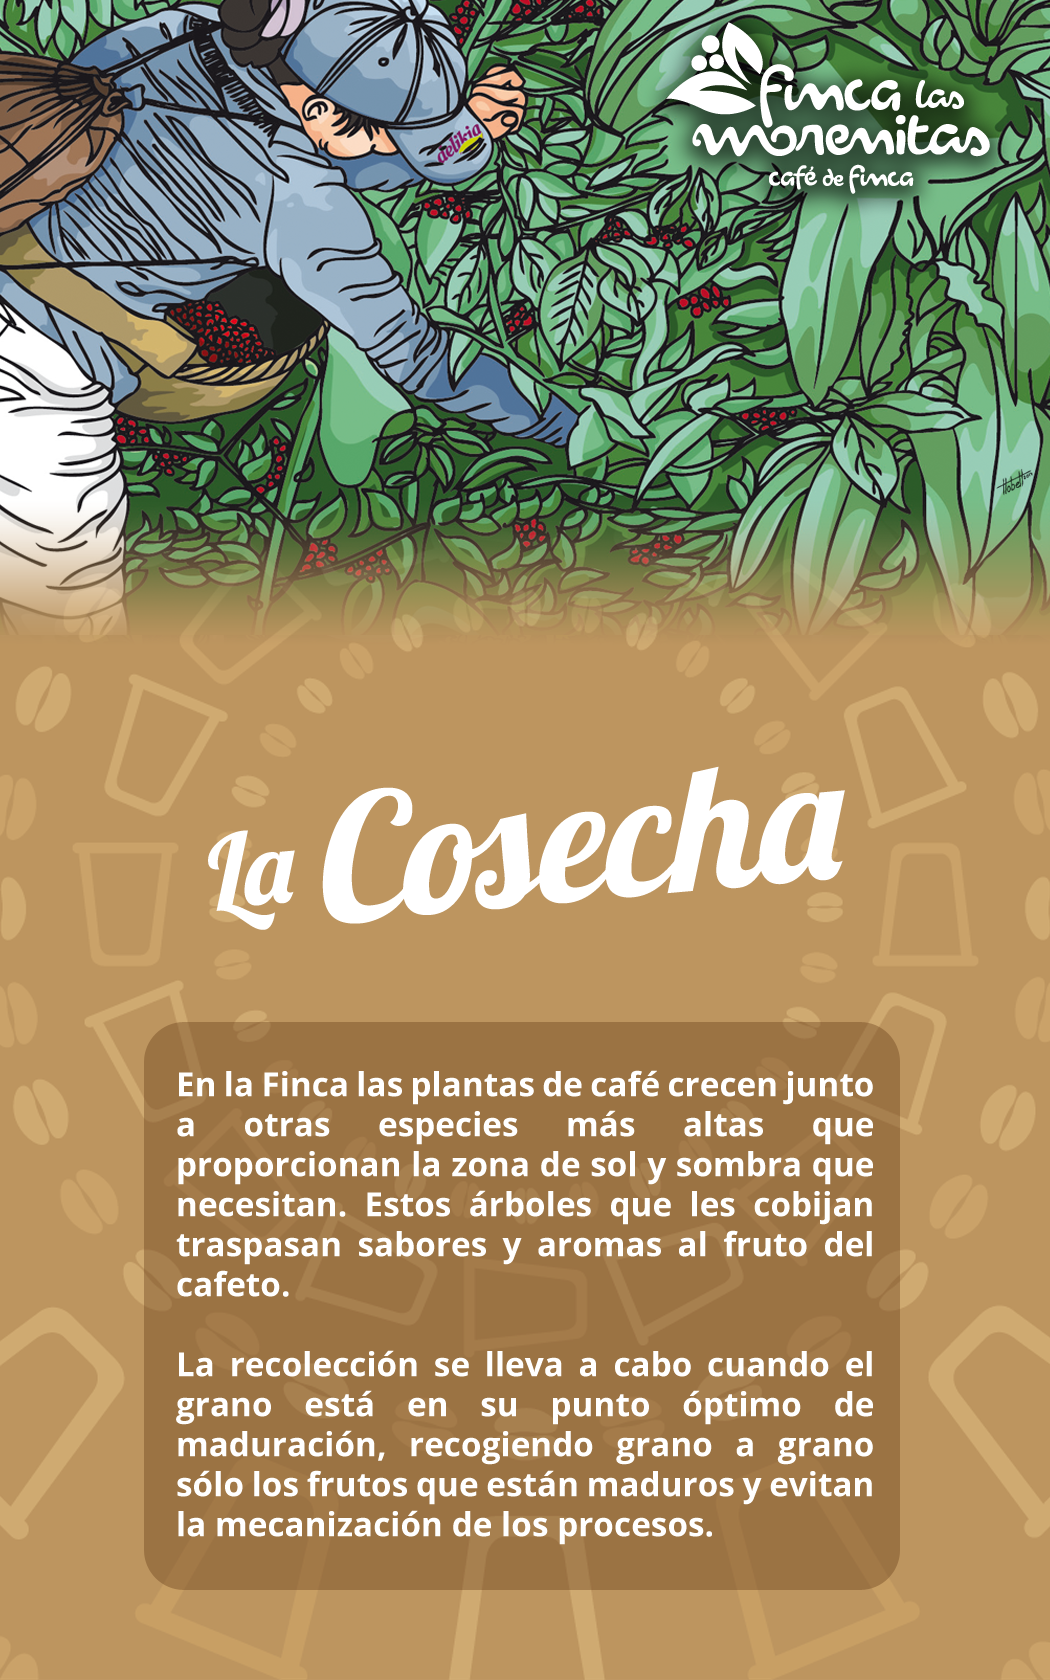 finca las
morenitas
café de finca
delikia
La Cosecha
En la Finca las plantas de café crecen junto
a otras especies más altas que
proporcionan la zona de sol y sombra que
necesitan. Estos árboles que les cobijan
traspasan sabores y aromas al fruto del
cafeto.
La recolección se lleva a cabo cuando el
grano está en su punto óptimo de
maduración, recogiendo grano a grano
sólo los frutos que están maduros y evitan
la mecanización de los procesos.